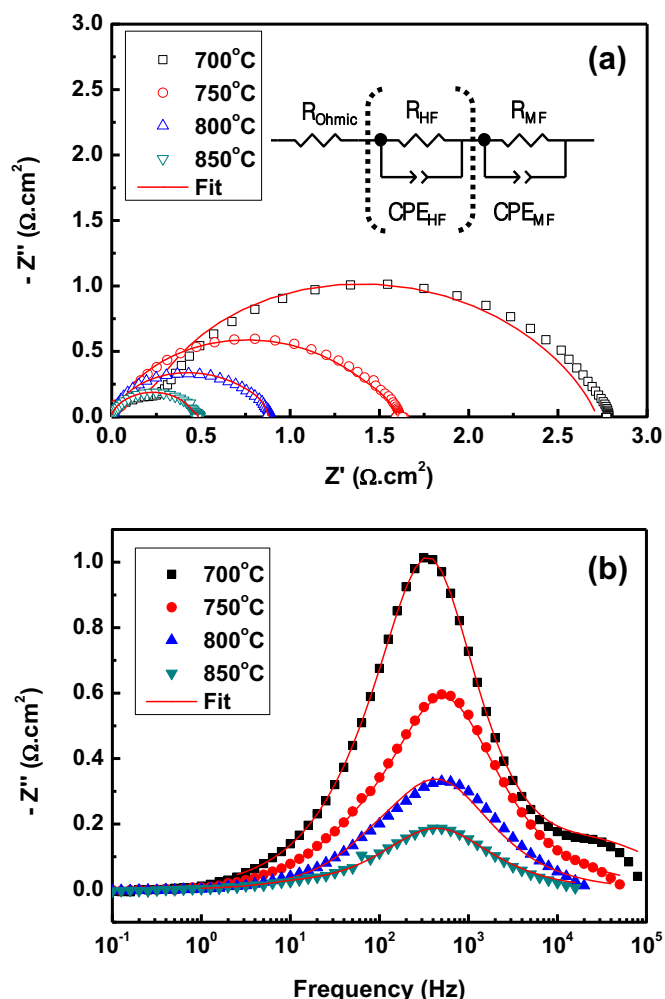 (a)
700°C
750°C
800°C
850°C
Fit
R_Ohmic R_HF R_MF
CPE_HF CPE_MF
3.0
2.5
2.0
1.5
1.0
0.5
0.0
- Z'' (Ω.cm²)
0.0 0.5 1.0 1.5 2.0 2.5 3.0
Z' (Ω.cm²)
(b)
700°C
750°C
800°C
850°C
Fit
1.0
0.8
0.6
0.4
0.2
0.0
- Z'' (Ω.cm²)
10⁻¹ 10⁰ 10¹ 10² 10³ 10⁴ 10⁵
Frequency (Hz)